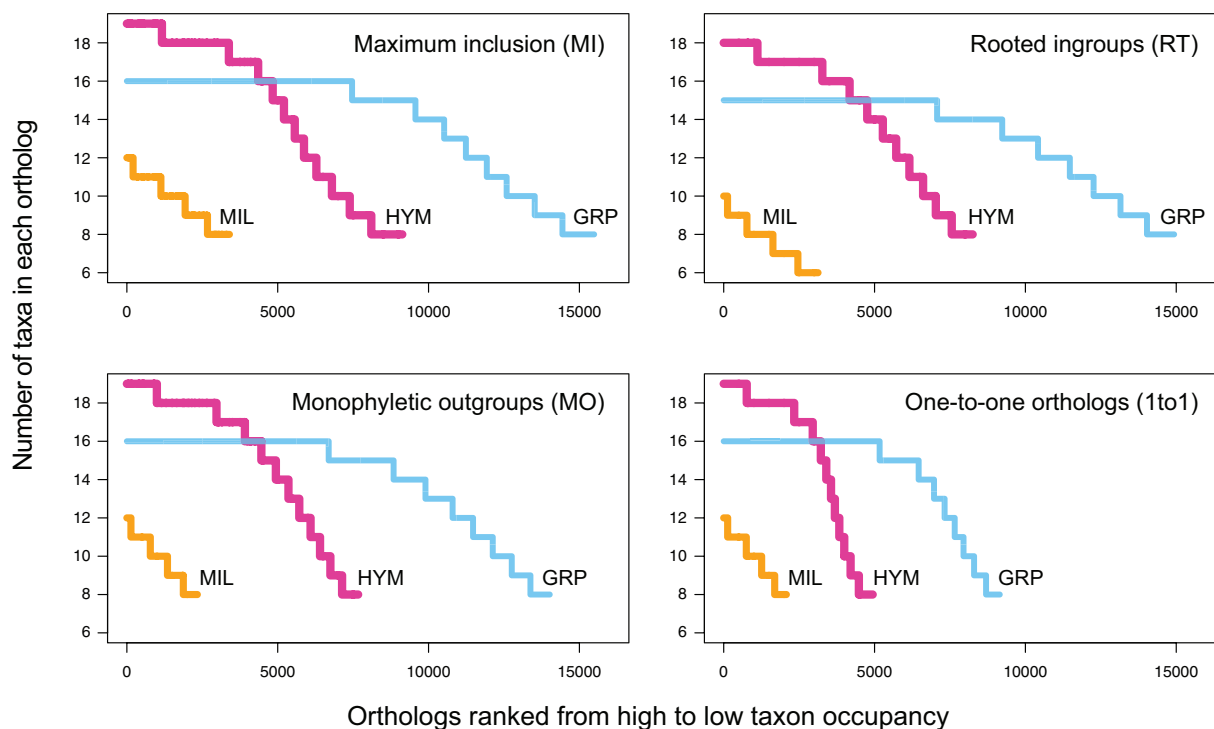 Number of taxa in each ortholog
Maximum inclusion (MI)
18
16
14
12
10
8
6
MIL
HYM
GRP
0
5000
10000
15000
Rooted ingroups (RT)
18
16
14
12
10
8
6
MIL
HYM
GRP
0
5000
10000
15000
Monophyletic outgroups (MO)
18
16
14
12
10
8
6
MIL
HYM
GRP
0
5000
10000
15000
One-to-one orthologs (1to1)
18
16
14
12
10
8
6
MIL
HYM
GRP
0
5000
10000
15000
Orthologs ranked from high to low taxon occupancy